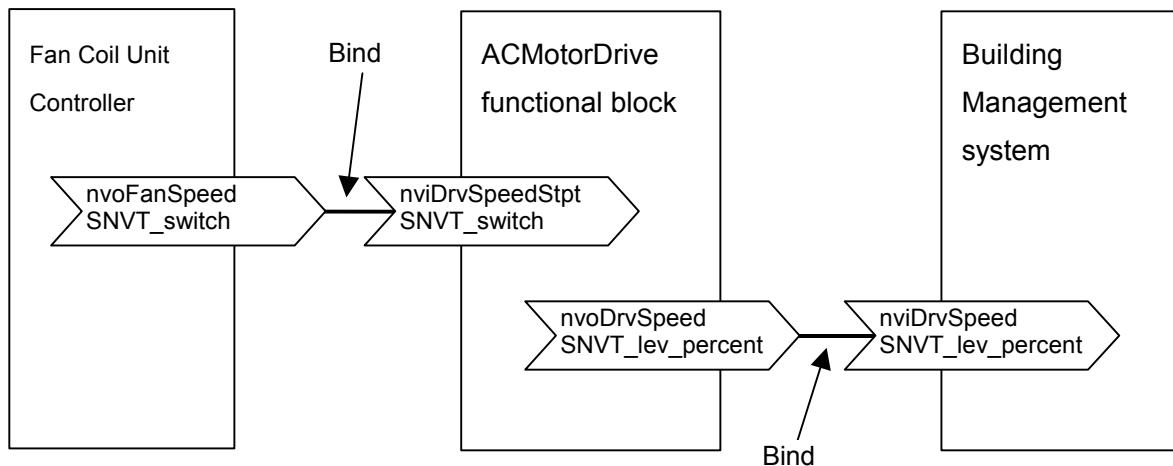 Fan Coil Unit
Controller
Bind
ACMotorDrive
functional block
Building
Management
system
nvoFanSpeed
SNVT_switch
nviDrvSpeedStpt
SNVT_switch
nvoDrvSpeed
SNVT_lev_percent
nviDrvSpeed
SNVT_lev_percent
Bind